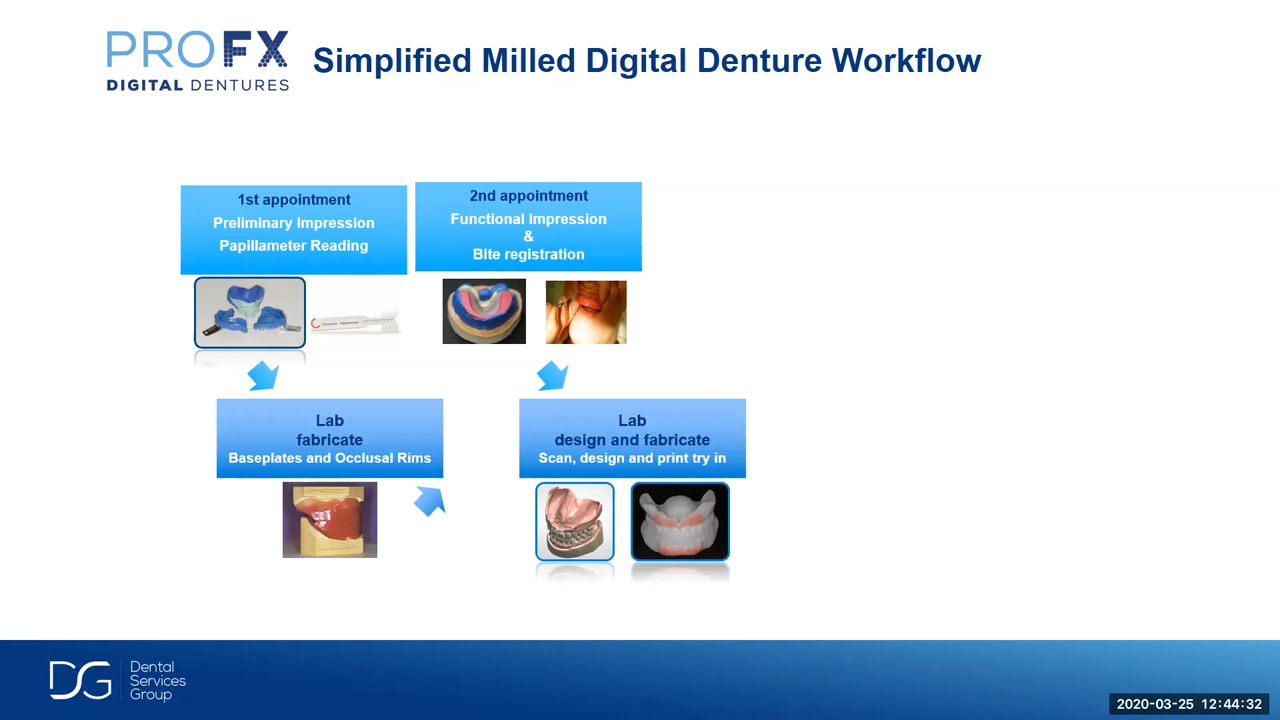 PROFX
DIGITAL DENTURES
Simplified Milled Digital Denture Workflow
1st appointment
Preliminary Impression
Papillameter Reading
2nd appointment
Functional impression
&
Bite registration
Lab
fabricate
Baseplates and Occlusal Rims
Lab
design and fabricate
Scan, design and print try in
DSG
Dental
Services
Group
2020-03-25 12:44:32